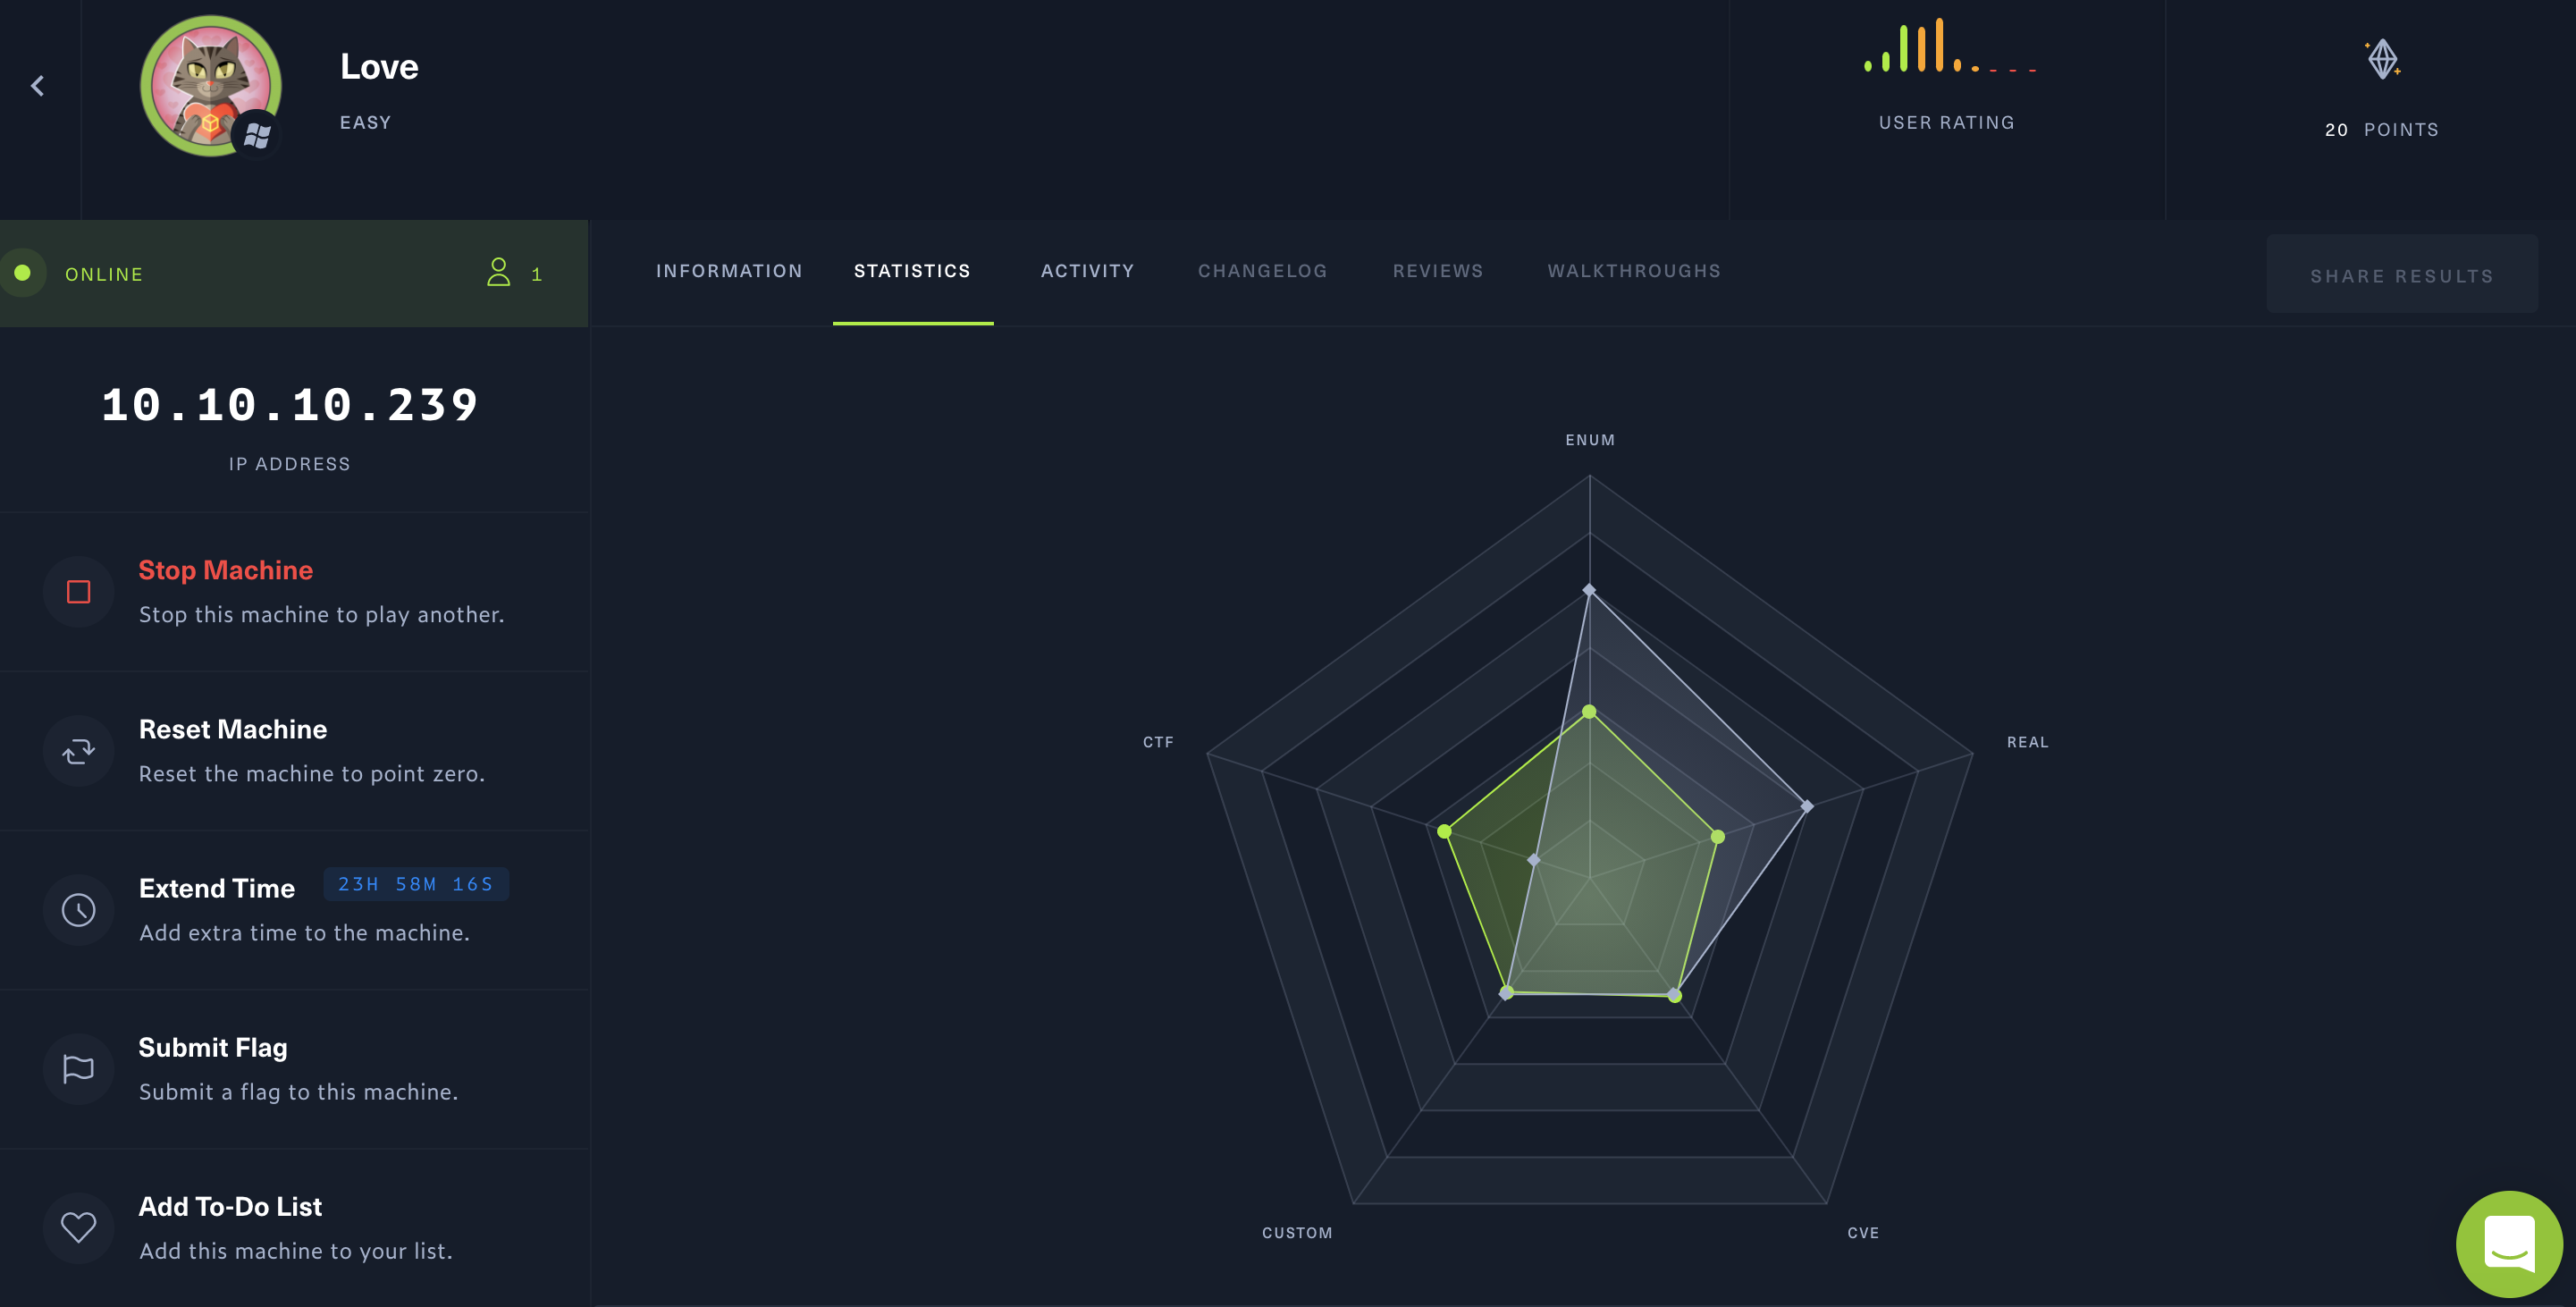 Love
EASY
USER RATING
20 POINTS
ONLINE
1
INFORMATION
STATISTICS
ACTIVITY
CHANGELOG
REVIEWS
WALKTHROUGHS
SHARE RESULTS
10.10.10.239
IP ADDRESS
Stop Machine
Stop this machine to play another.
Reset Machine
Reset the machine to point zero.
Extend Time 23H 58M 16S
Add extra time to the machine.
Submit Flag
Submit a flag to this machine.
Add To-Do List
Add this machine to your list.
ENUM
CTF
REAL
CUSTOM
CVE